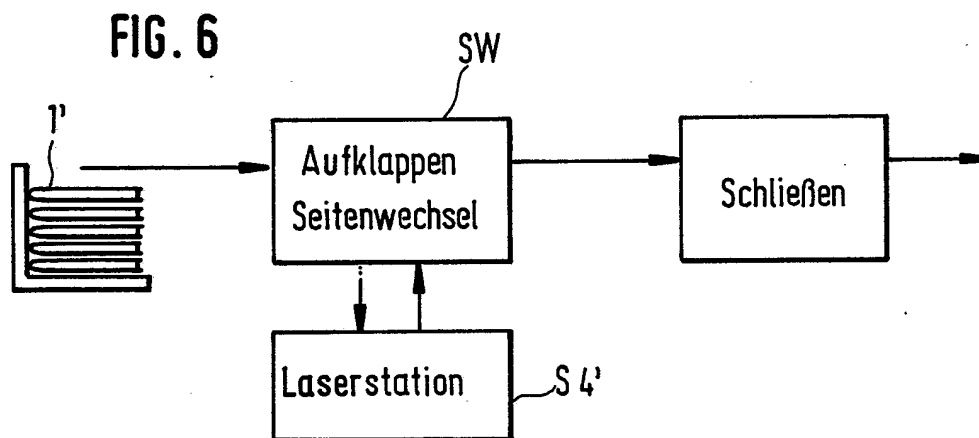 FIG. 6
SW
1'
Aufklappen
Seitenwechsel
Schließen
Laserstation
S 4'